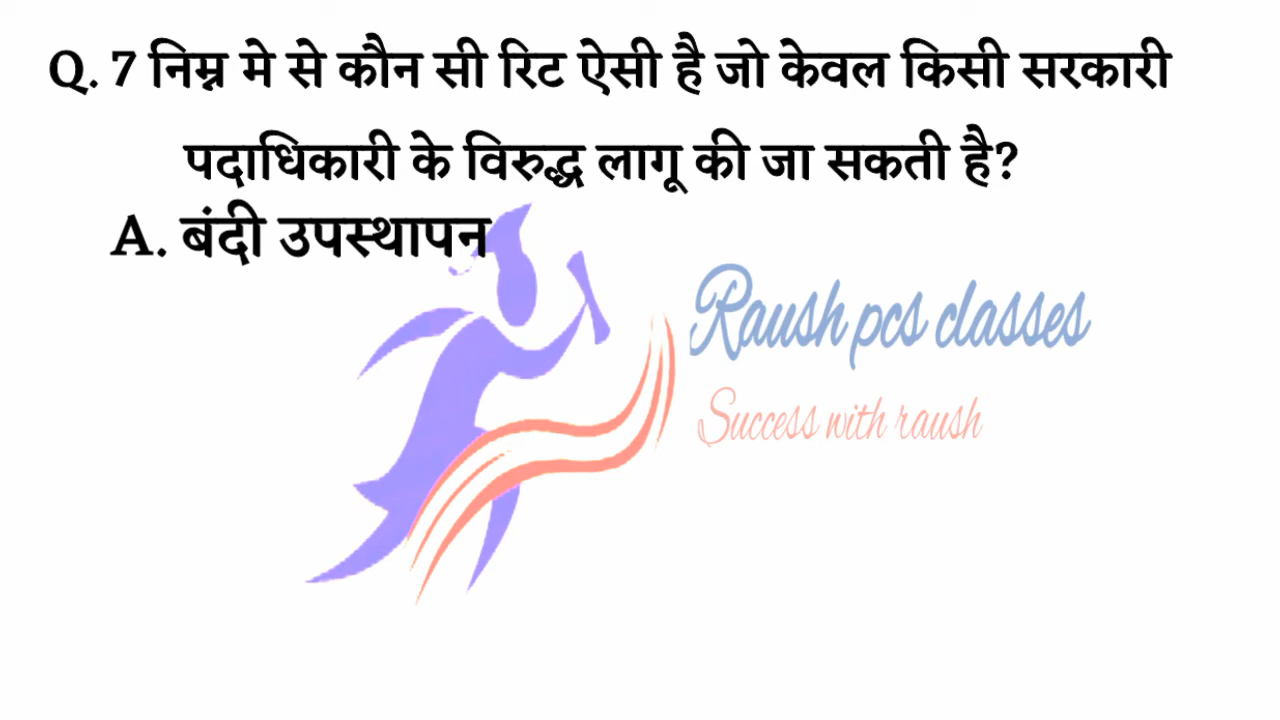 Q. 7 निम्न मे से कौन सी रिट ऐसी है जो केवल किसी सरकारी
पदाधिकारी के विरुद्ध लागू की जा सकती है?
A. बंदी उपस्थापन
Raush pcs classes
Success with raush